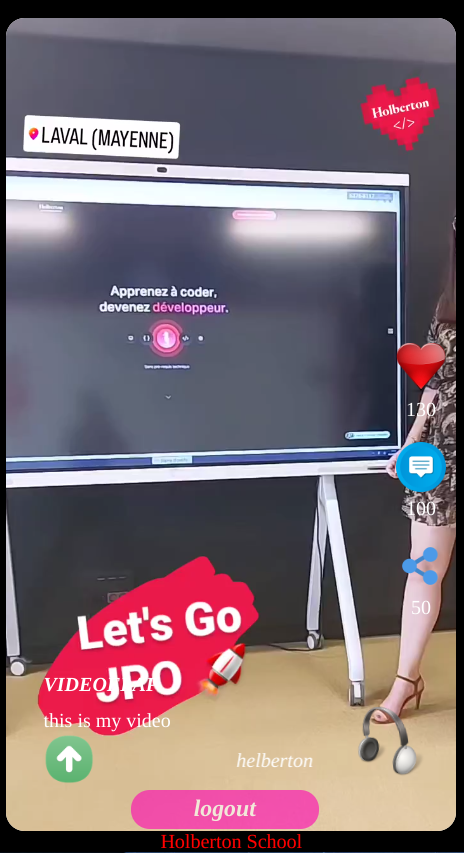 Holberton
</>
LAVAL (MAYENNE)
Holberton
Apprenez à coder,
devenez développeur.
130
100
50
Let's Go
JPO
this is my video
helberton
logout
Holberton School